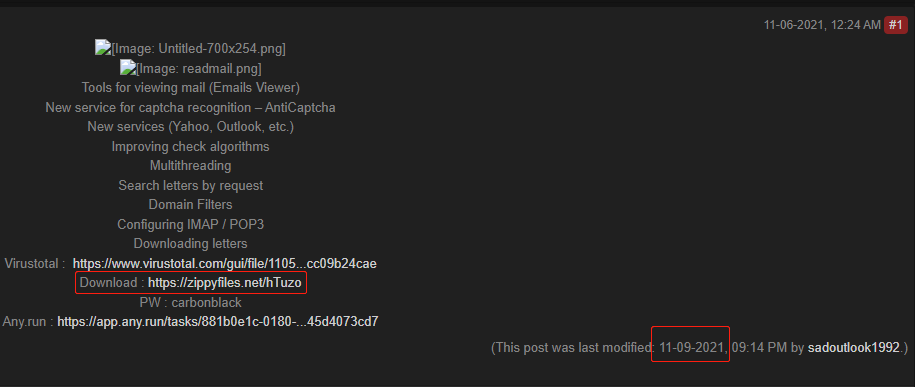 11-06-2021, 12:24 AM #1
[Image: Untitled-700x254.png]
[Image: readmail.png]
Tools for viewing mail (Emails Viewer)
New service for captcha recognition – AntiCaptcha
New services (Yahoo, Outlook, etc.)
Improving check algorithms
Multithreading
Search letters by request
Domain Filters
Configuring IMAP / POP3
Downloading letters
Virustotal : https://www.virustotal.com/gui/file/1105...cc09b24cae
Download : https://zippyfiles.net/hTuzo
PW : carbonblack
Any.run : https://app.any.run/tasks/881b0e1c-0180-...45d4073cd7
(This post was last modified: 11-09-2021, 09:14 PM by sadoutlook1992.)